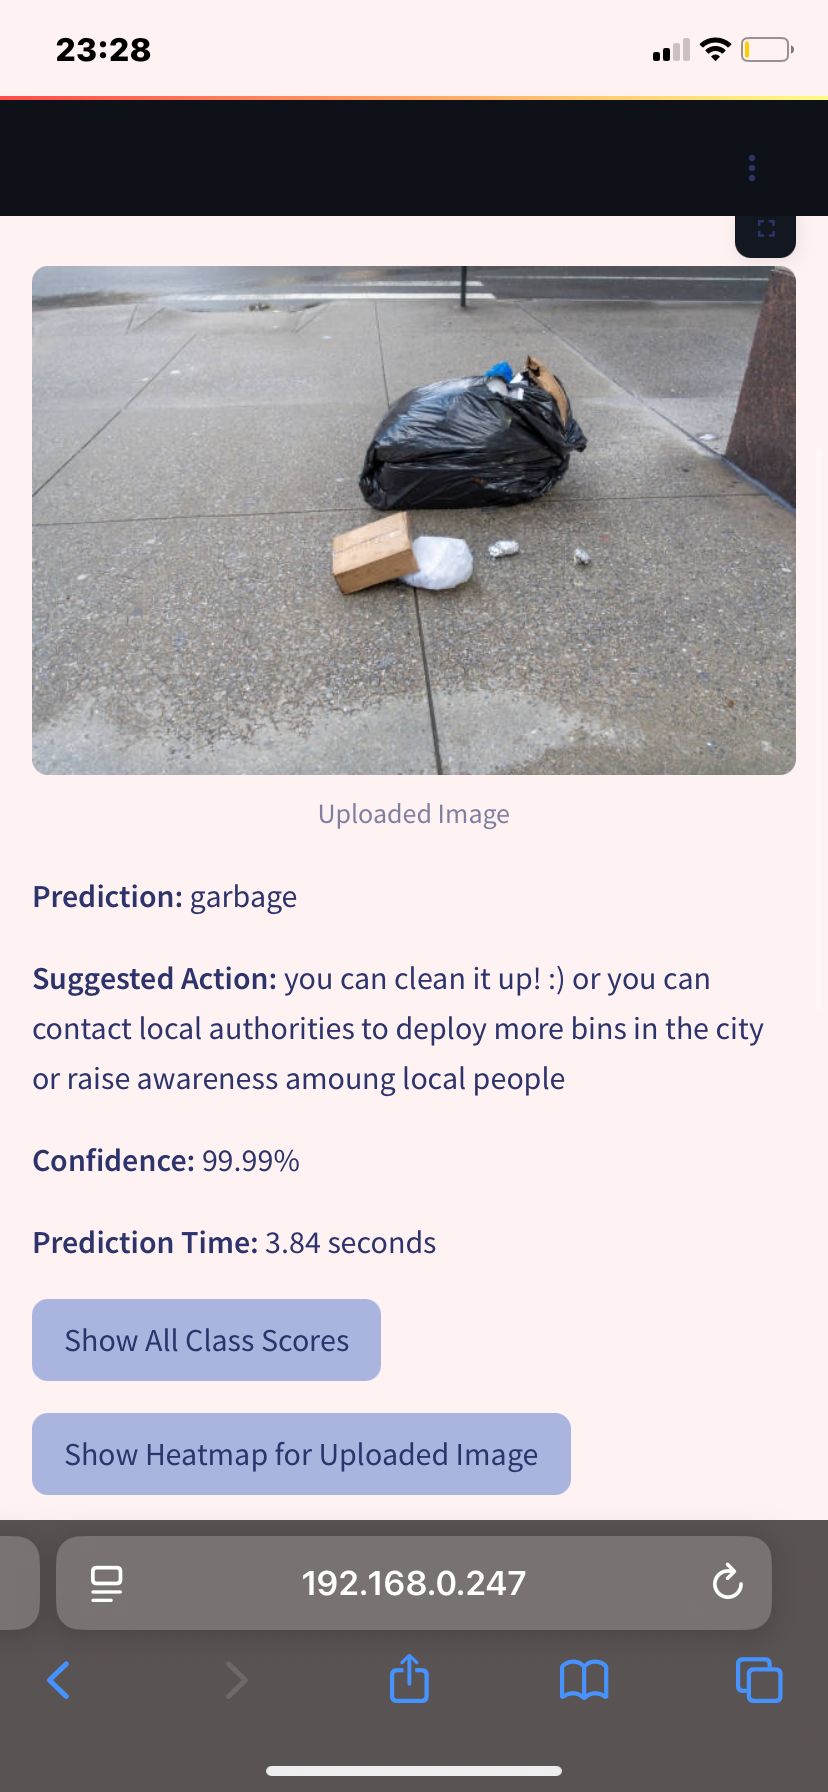 23:28
Uploaded Image
Prediction: garbage
Suggested Action: you can clean it up! :) or you can
contact local authorities to deploy more bins in the city
or raise awareness amoung local people
Confidence: 99.99%
Prediction Time: 3.84 seconds
Show All Class Scores
Show Heatmap for Uploaded Image
192.168.0.247